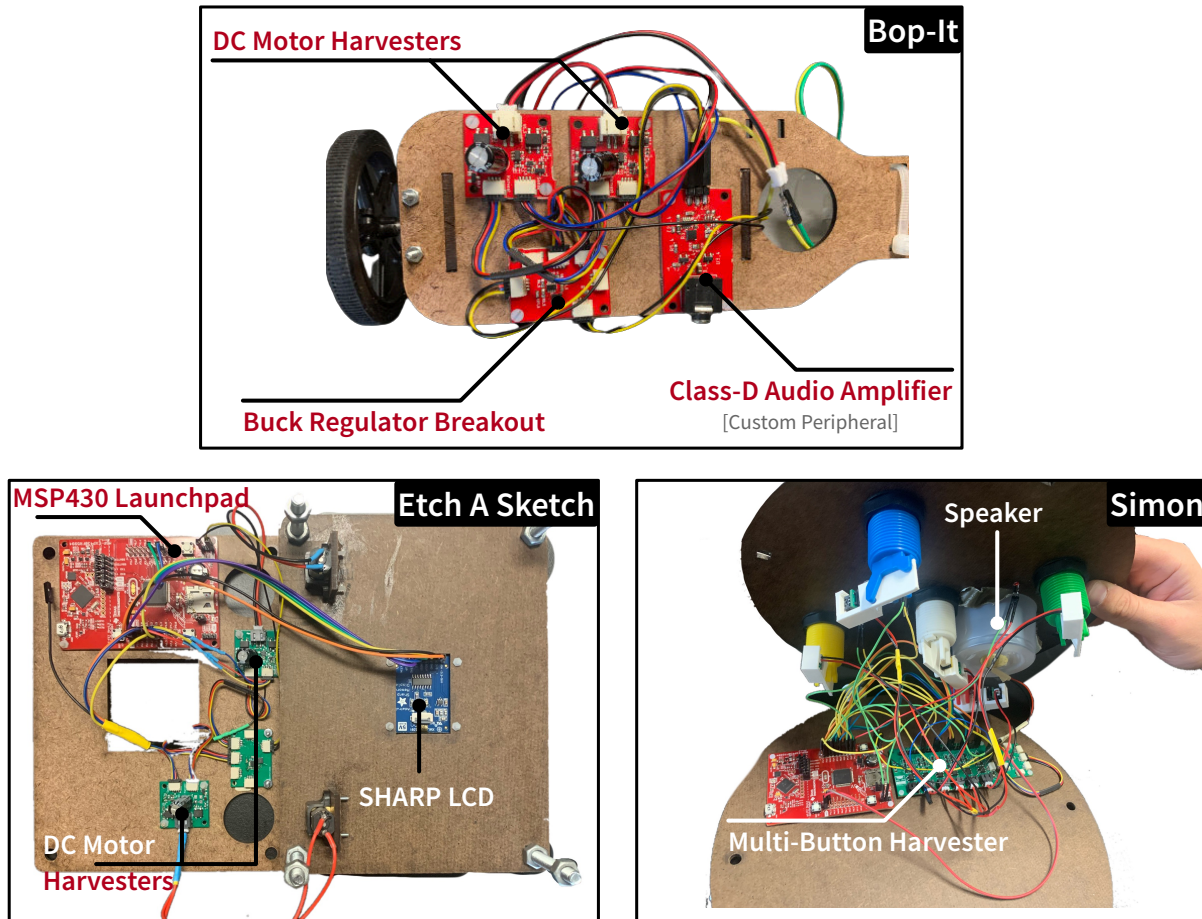 Bop-It
DC Motor Harvesters
Class-D Audio Amplifier
[Custom Peripheral]
Buck Regulator Breakout
Etch A Sketch
MSP430 Launchpad
SHARP LCD
DC Motor
Harvesters
Simon
Speaker
Multi-Button Harvester